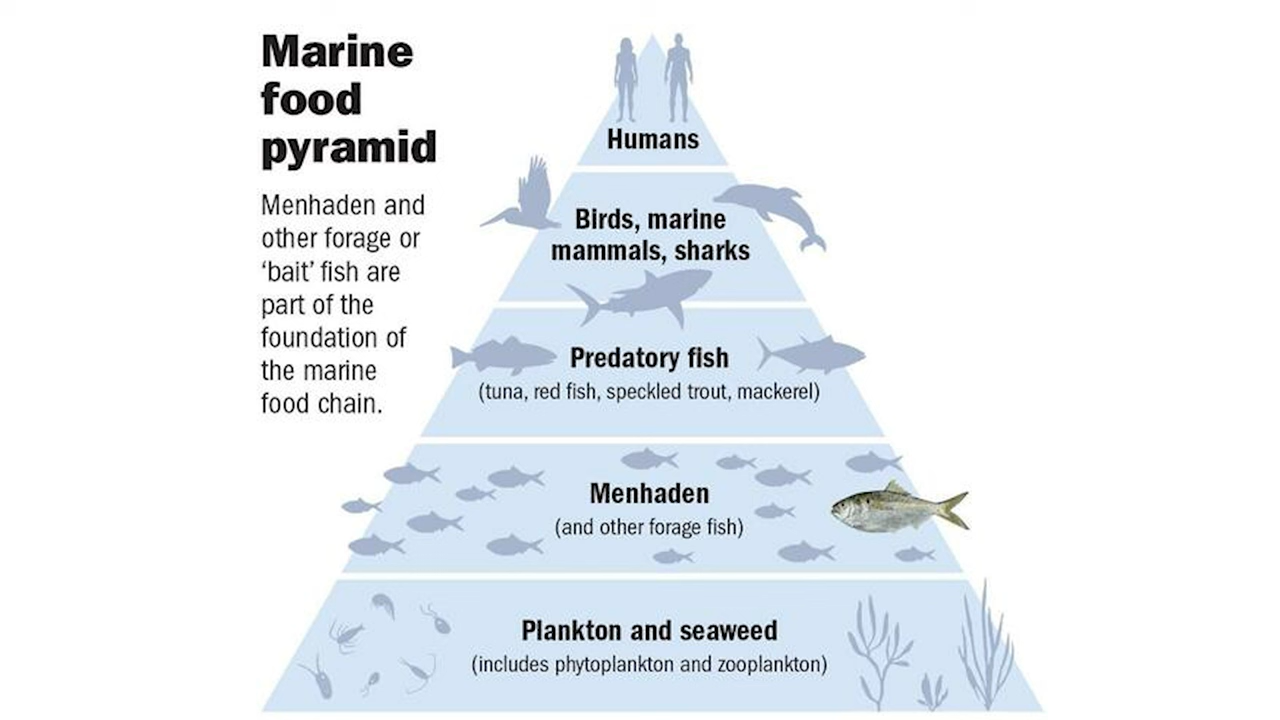 Marine
food
pyramid
Menhaden and
other forage or
‘bait’ fish are
part of the
foundation of
the marine
food chain.
Humans
Birds, marine
mammals, sharks
Predatory fish
(tuna, red fish, speckled trout, mackerel)
Menhaden
(and other forage fish)
Plankton and seaweed
(includes phytoplankton and zooplankton)